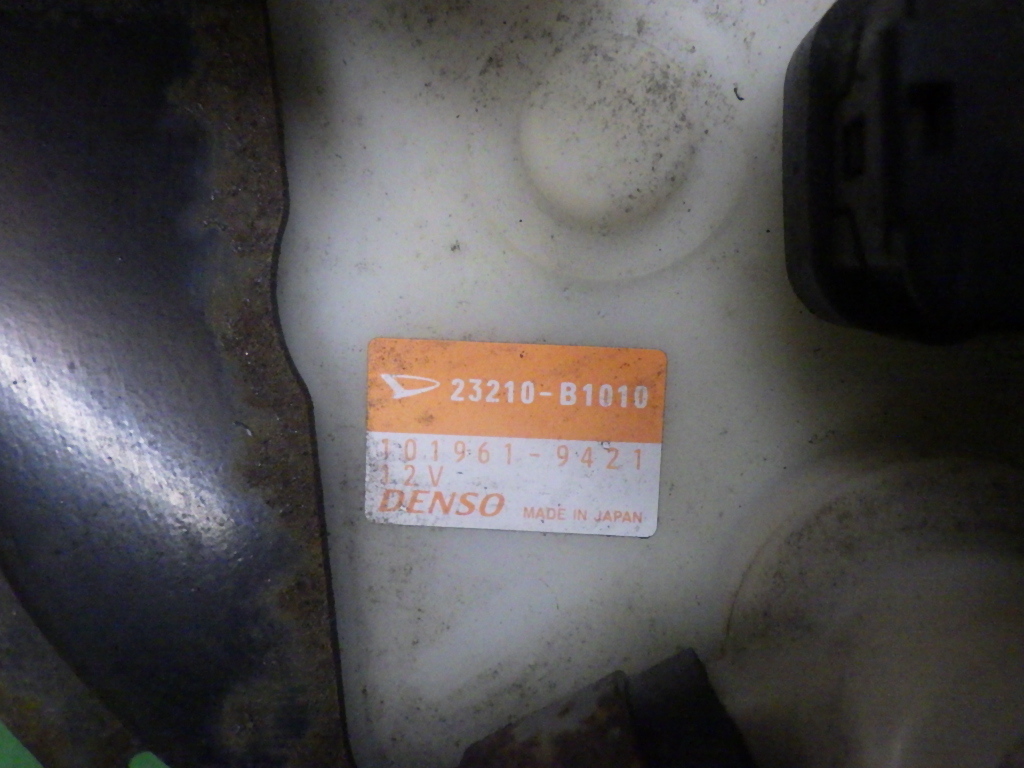 23210-B1010
101961-9421
12V
DENSO MADE IN JAPAN